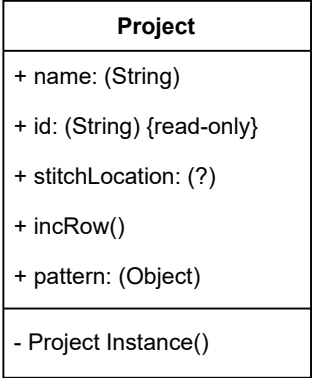 Project
+ name: (String)
+ id: (String) {read-only}
+ stitchLocation: (?)
+ incRow()
+ pattern: (Object)
- Project Instance()